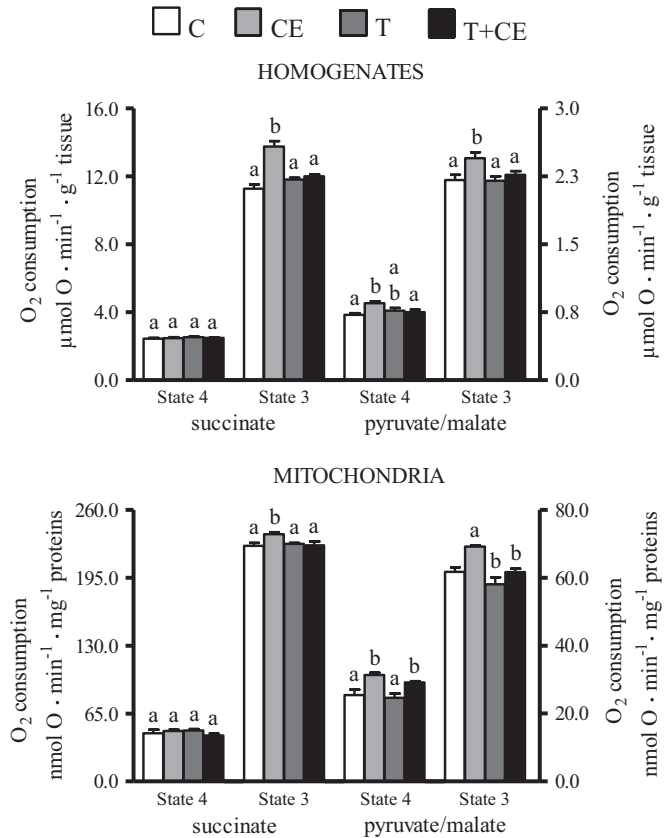 C CE T T+CE
HOMOGENATES
O₂ consumption
µmol O · min⁻¹ · g⁻¹ tissue
16.0
12.0
8.0
4.0
0.0
a b a a
a a a a
a b a b a
a b a a
3.0
2.3
1.5
0.8
0.0
O₂ consumption
µmol O · min⁻¹ · g⁻¹ tissue
State 4 State 3 State 4 State 3
succinate pyruvate/malate
MITOCHONDRIA
O₂ consumption
nmol O · min⁻¹ · mg⁻¹ proteins
260.0
195.0
130.0
65.0
0.0
a a a a
a b a a
a b a b
a b b
80.0
60.0
40.0
20.0
0.0
O₂ consumption
nmol O · min⁻¹ · mg⁻¹ proteins
State 4 State 3 State 4 State 3
succinate pyruvate/malate